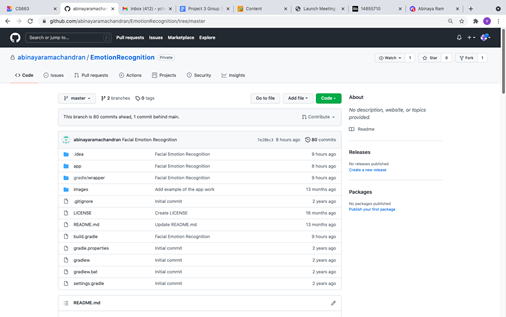 CS663
abinayaramachandran/
Inbox (412) - yo
Project 3 Group
Content
Launch Meeting
14855710
Abinaya Ram
github.com/abinayaramachandran/EmotionRecognition/tree/master
Search or jump to...
Pull requests Issues Marketplace Explore
abinayaramachandran / EmotionRecognition Private
Watch 1 Star 0 Fork 1
Code Issues Pull requests Actions Projects Security Insights
master 2 branches 0 tags Go to file Add file Code
This branch is 80 commits ahead, 1 commit behind main. Contribute
abinayaramachandran Facial Emotion Recognition 9 hours ago 80 commits
.idea Facial Emotion Recognition 9 hours ago
app Facial Emotion Recognition 9 hours ago
gradle/wrapper Facial Emotion Recognition 9 hours ago
images Add example of the app work 13 months ago
.gitignore Initial commit 2 years ago
LICENSE Create LICENSE 16 months ago
README.md Update README.md 13 months ago
build.gradle Facial Emotion Recognition 9 hours ago
gradle.properties Initial commit 2 years ago
gradlew Initial commit 2 years ago
gradlew.bat Initial commit 2 years ago
settings.gradle Initial commit 2 years ago
README.md
About
No description, website, or topics
provided.
Readme
Releases
No releases published
Create a new release
Packages
No packages published
Publish your first package